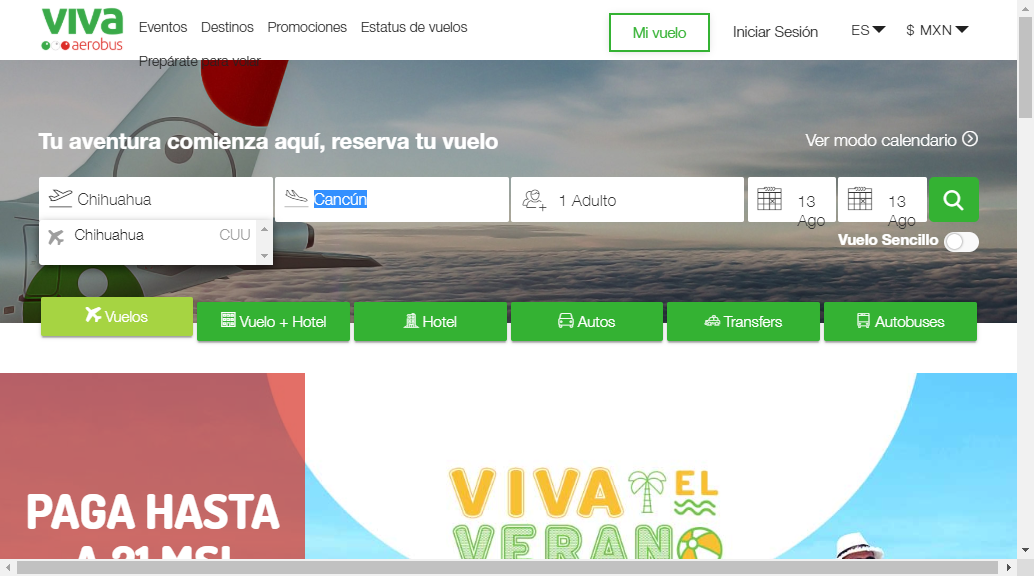 viva
aerobus
Eventos Destinos Promociones Estatus de vuelos
Prepárate para volar
Mi vuelo
Iniciar Sesión
ES
$ MXN
Tu aventura comienza aquí, reserva tu vuelo
Ver modo calendario
Chihuahua
Cancún
1 Adulto
13
Ago
13
Ago
Chihuahua CUU
Vuelo Sencillo
Vuelos
Vuelo + Hotel
Hotel
Autos
Transfers
Autobuses
PAGA HASTA
A 21 MSI
VIVA EL
VERANO